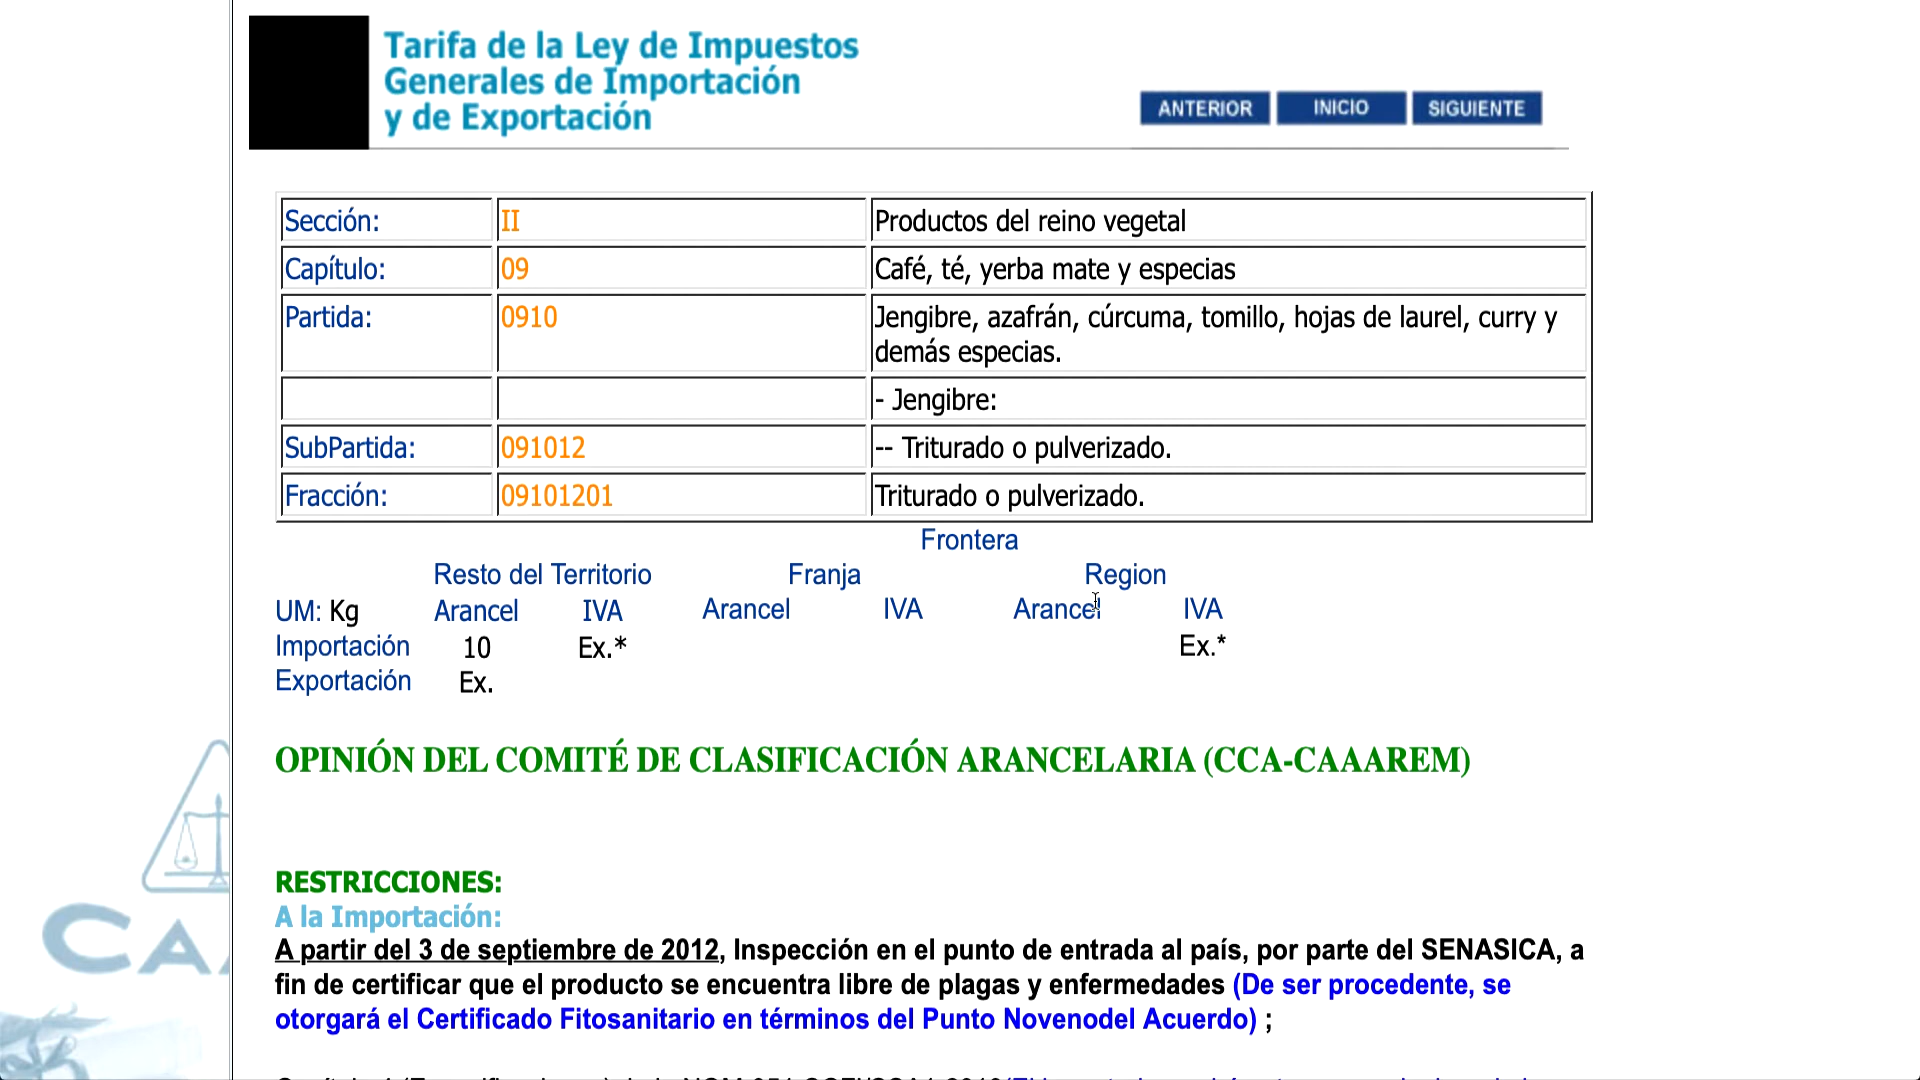 Tarifa de la Ley de Impuestos
Generales de Importación
y de Exportación
ANTERIOR INICIO SIGUIENTE
Sección: II Productos del reino vegetal
Capítulo: 09 Café, té, yerba mate y especias
Partida: 0910 Jengibre, azafrán, cúrcuma, tomillo, hojas de laurel, curry y
demás especias.
- Jengibre:
SubPartida: 091012 -- Triturado o pulverizado.
Fracción: 09101201 Triturado o pulverizado.
Frontera
Resto del Territorio Franja Region
UM: Kg Arancel IVA Arancel IVA Arancel IVA
Importación 10 Ex.* Ex.*
Exportación Ex.
OPINIÓN DEL COMITÉ DE CLASIFICACIÓN ARANCELARIA (CCA-CAAAREM)
RESTRICCIONES:
A la Importación:
A partir del 3 de septiembre de 2012, Inspección en el punto de entrada al país, por parte del SENASICA, a
fin de certificar que el producto se encuentra libre de plagas y enfermedades (De ser procedente, se
otorgará el Certificado Fitosanitario en términos del Punto Novenodel Acuerdo) ;
CA